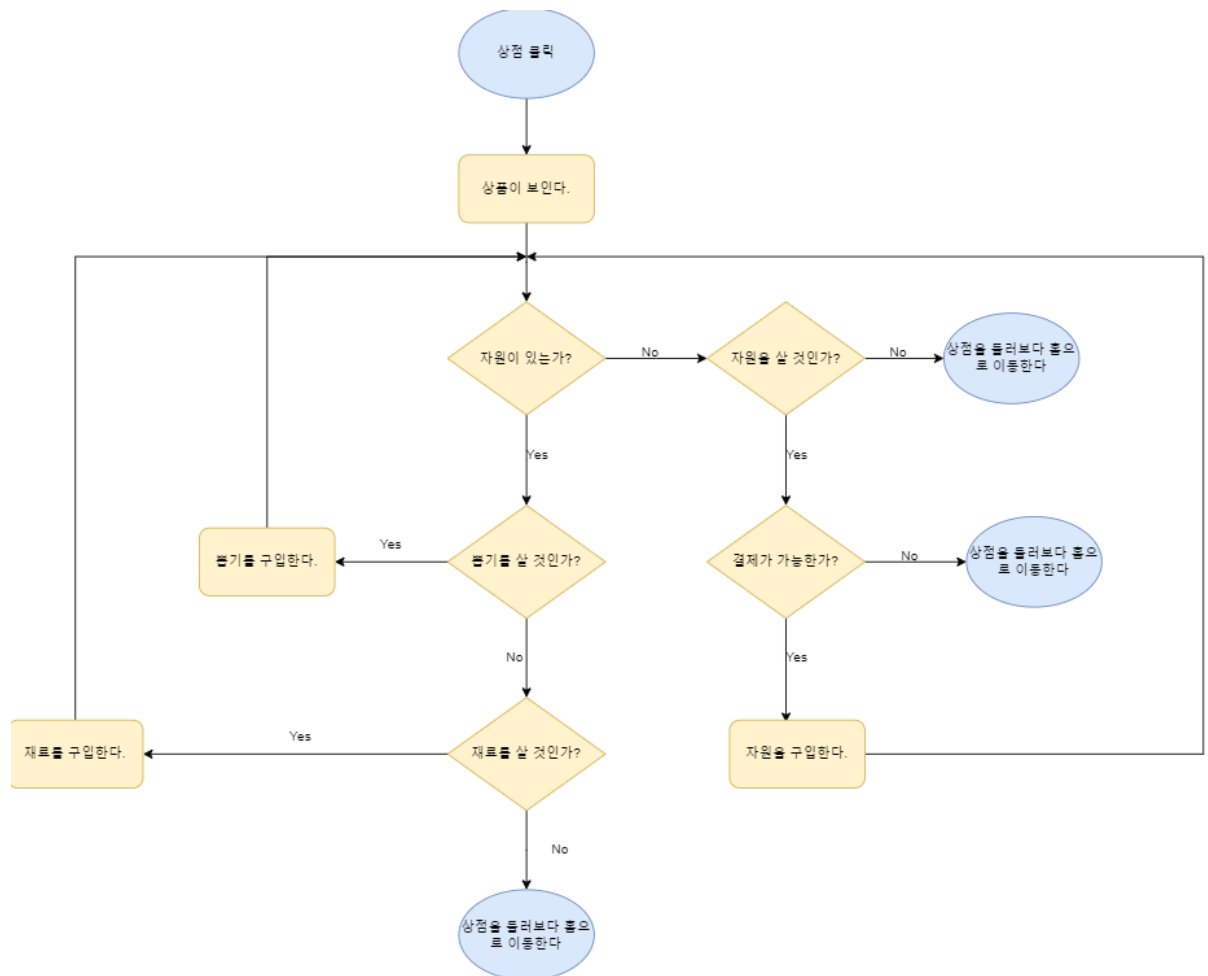 상점 클릭
상품이 보인다.
자원이 있는가?
No
자원을 살 것인가?
No
상점을 둘러보다 홈으
로 이동한다
Yes
Yes
뽑기를 구입한다.
Yes
뽑기를 살 것인가?
결제가 가능한가?
No
상점을 둘러보다 홈으
로 이동한다
No
Yes
재료를 구입한다.
Yes
재료를 살 것인가?
자원을 구입한다.
No
상점을 둘러보다 홈으
로 이동한다